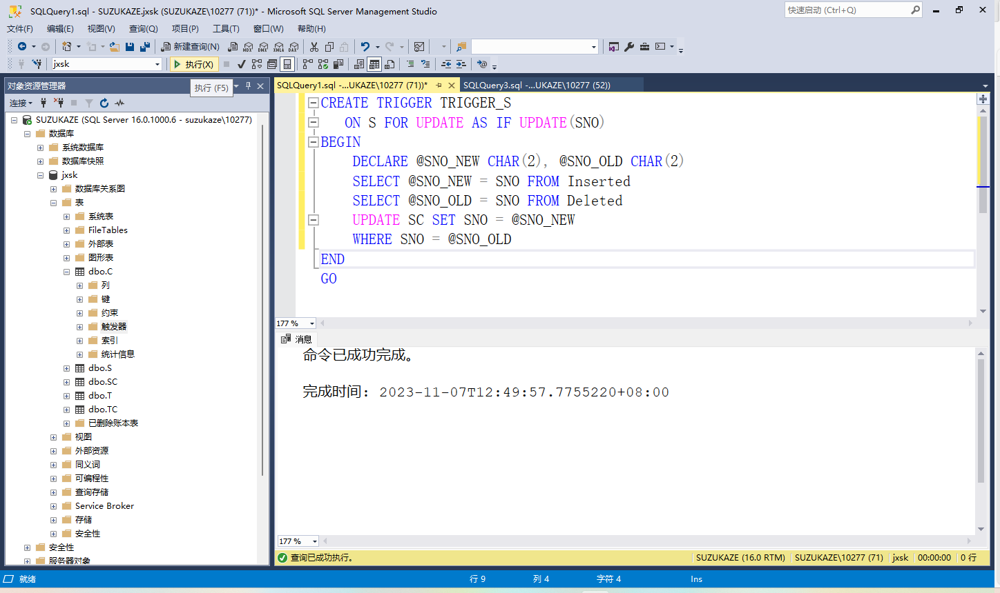 SQLQuery1.sql - SUZUKAZE.jxsk (SUZUKAZE\10277 (71))* - Microsoft SQL Server Management Studio
快速启动 (Ctrl+Q)
文件(F) 编辑(E) 视图(V) 查询(Q) 项目(P) 工具(T) 窗口(W) 帮助(H)
新建查询(N) MDX DMX XMLA DAX
jxsk 执行(X)
对象资源管理器
执行 (F5)
SQLQuery1.sql -...UKAZE\10277 (71))* SQLQuery3.sql -...UKAZE\10277 (52))
连接
SUZUKAZE (SQL Server 16.0.1000.6 - suzukaze\10277)
数据库
系统数据库
数据库快照
jxsk
数据库关系图
表
系统表
FileTables
外部表
图形表
dbo.C
列
键
约束
触发器
索引
统计信息
dbo.S
dbo.SC
dbo.T
dbo.TC
已删除账本表
视图
外部资源
同义词
可编程性
查询存储
Service Broker
存储
安全性
安全性
服务器对象
CREATE TRIGGER TRIGGER_S
ON S FOR UPDATE AS IF UPDATE(SNO)
BEGIN
DECLARE @SNO_NEW CHAR(2), @SNO_OLD CHAR(2)
SELECT @SNO_NEW = SNO FROM Inserted
SELECT @SNO_OLD = SNO FROM Deleted
UPDATE SC SET SNO = @SNO_NEW
WHERE SNO = @SNO_OLD
END
GO
177 %
消息
命令已成功完成。
完成时间: 2023-11-07T12:49:57.7755220+08:00
177 %
查询已成功执行。 SUZUKAZE (16.0 RTM) SUZUKAZE\10277 (71) jxsk 00:00:00 0 行
就绪 行 9 列 4 字符 4 Ins